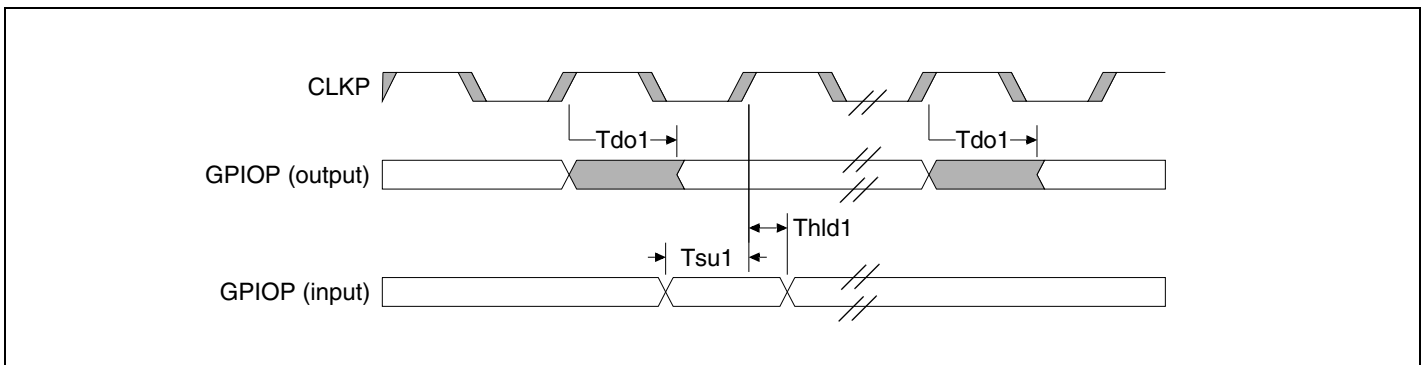 CLKP
Tdo1
Tdo1
GPIOP (output)
Thld1
Tsu1
GPIOP (input)